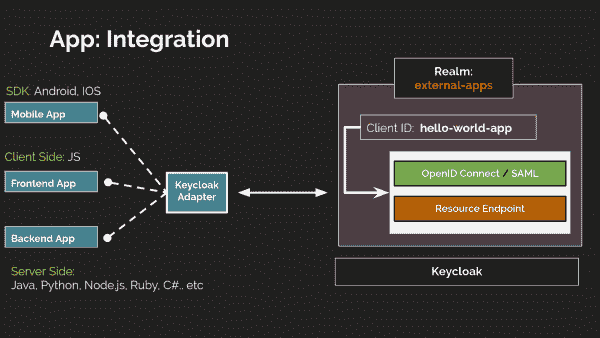 App: Integration
SDK: Android, IOS
Mobile App
Client Side: JS
Frontend App
Backend App
Server Side:
Java, Python, Node.js, Ruby, C#.. etc
Keycloak
Adapter
Realm:
external-apps
Client ID: hello-world-app
OpenID Connect / SAML
Resource Endpoint
Keycloak